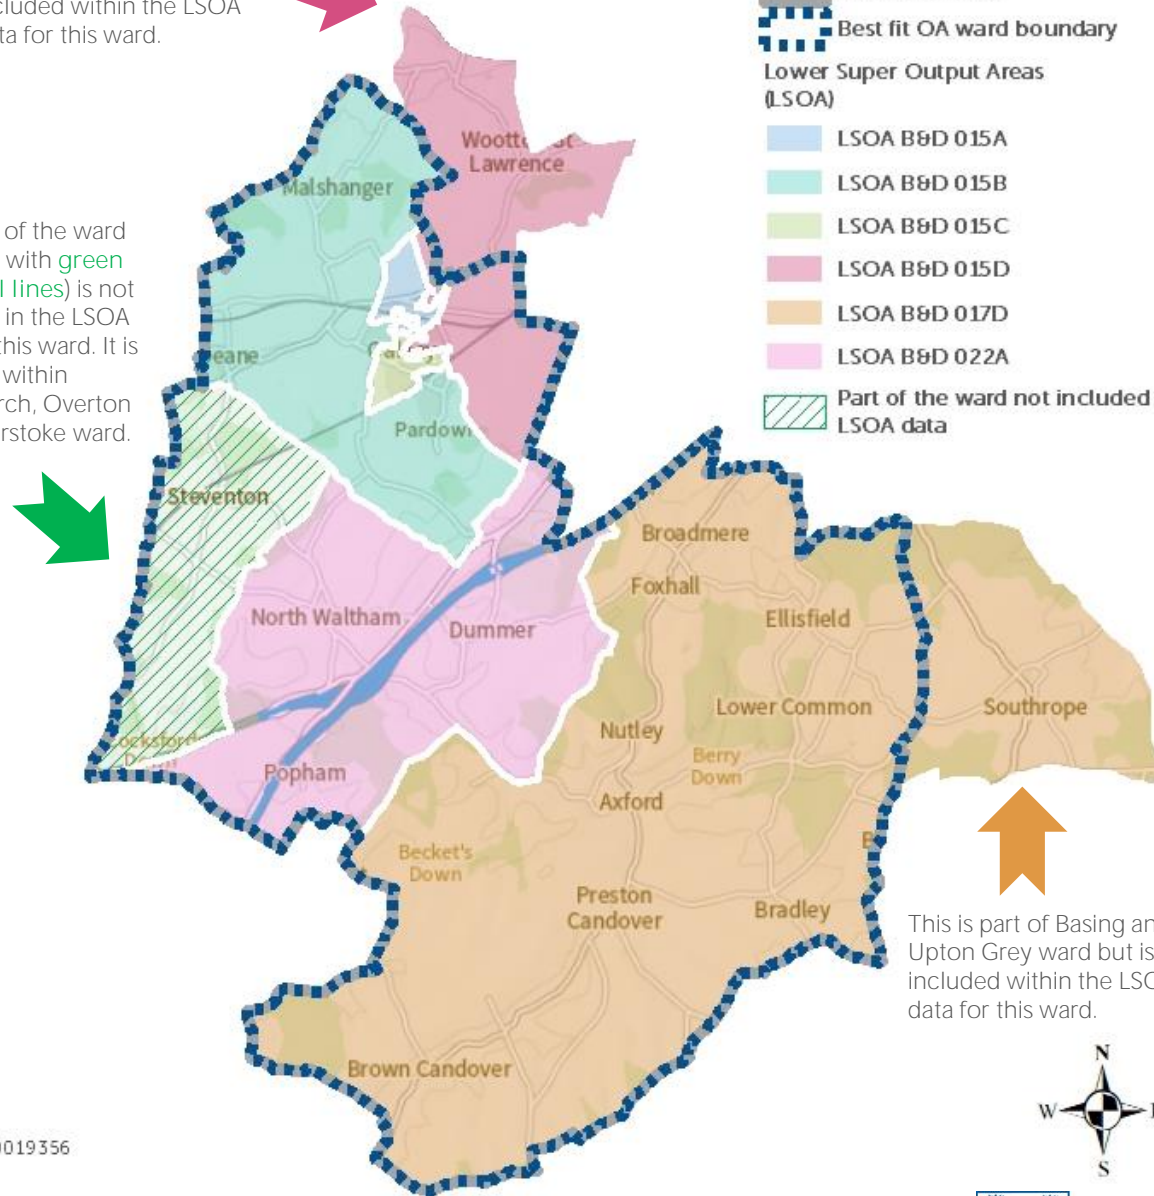 cluded within the LSOA
ta for this ward.
Best fit OA ward boundary
Lower Super Output Areas
(LSOA)
LSOA B&D 015A
LSOA B&D 015B
LSOA B&D 015C
LSOA B&D 015D
LSOA B&D 017D
LSOA B&D 022A
Part of the ward not included
LSOA data
of the ward
with green
l lines) is not
in the LSOA
this ward. It is
within
rch, Overton
erstoke ward.
Lawrence
Malshanger
eane
Pardown
Steventon
North Waltham
Dummer
Popham
Broadmere
Foxhall
Ellisfield
Lower Common
Southrope
Nutley
Berry
Down
Axford
Becket's
Down
Preston
Candover
Bradley
Brown Candover
This is part of Basing an
Upton Grey ward but is
included within the LSO
data for this ward.
N
W
S
019356